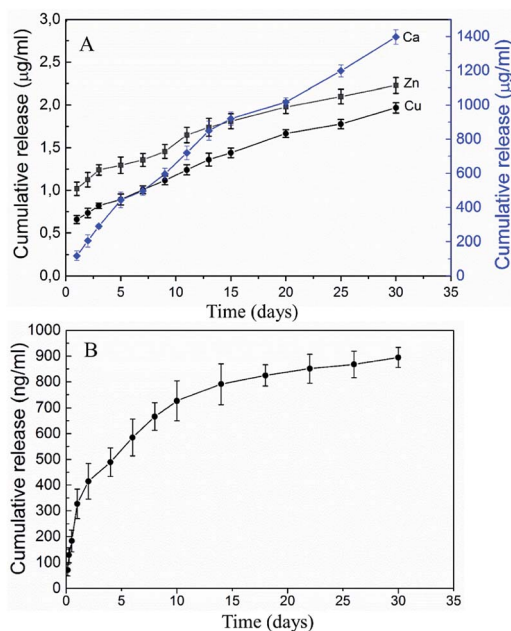 A
Cumulative release (μg/ml)
3,0
2,5
2,0
1,5
1,0
0,5
0,0
Ca
Zn
Cu
1400
1200
1000
800
600
400
200
0
Cumulative release (μg/ml)
0 5 10 15 20 25 30 35
Time (days)
B
Cumulative release (ng/ml)
1000
900
800
700
600
500
400
300
200
100
0
0 5 10 15 20 25 30 35
Time (days)